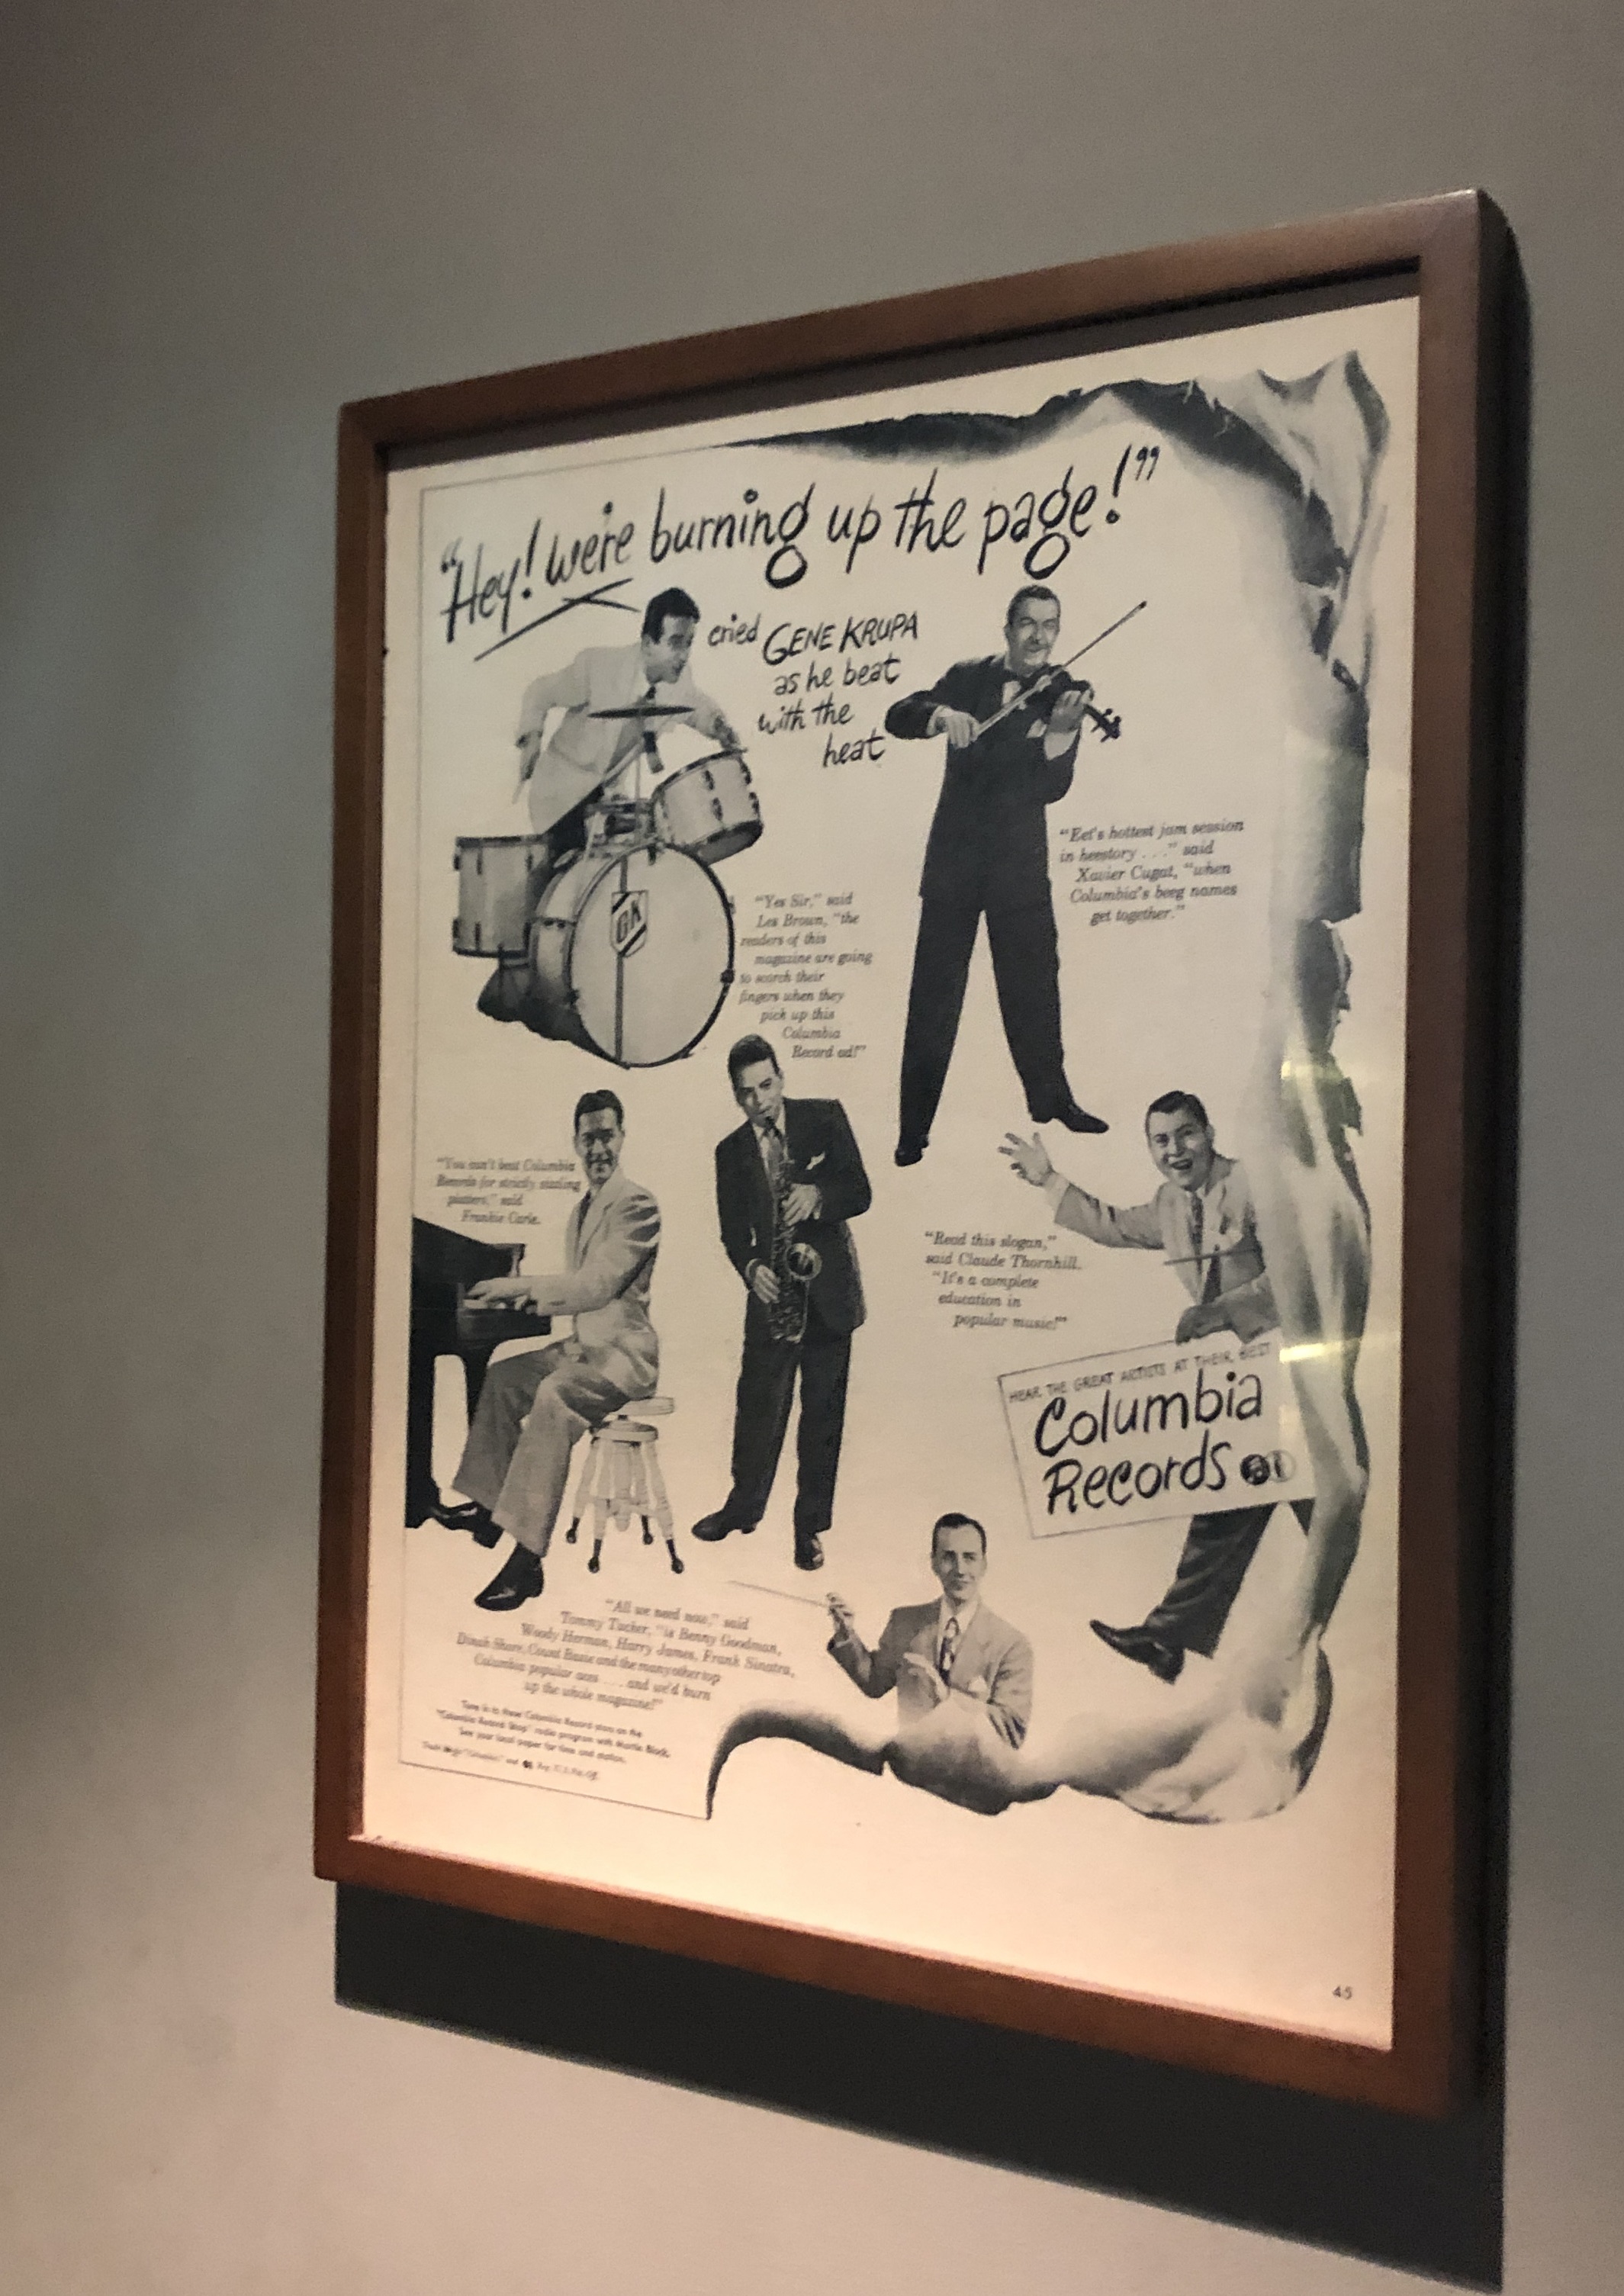 “Hey! we're burning up the page!”
cried GENE KRUPA
as he beat
with the
heat
GK
“Eet's hottest jam session
in heestory . . .” said
Xavier Cugat, “when
Columbia's beeg names
get together.”
“Yes Sir,” said
Les Brown, “the
readers of this
magazine are going
to scorch their
fingers when they
pick up this
Columbia
Record ad!”
“You can't beat Columbia
Records for strictly sizzling
platters,” said
Frankie Carle.
“Read this slogan,”
said Claude Thornhill.
“It's a complete
education in
popular music!”
HEAR THE GREAT ARTISTS AT THEIR BEST
Columbia
Records
“All we need now,” said
Tommy Tucker, “is Benny Goodman,
Woody Herman, Harry James, Frank Sinatra,
Dinah Shore, Count Basie and the many other top
Columbia popular aces . . . . and we'd burn
up the whole magazine!”
Tune in to these Columbia Record stars on the
“Columbia Record Shop” radio program with Martin Block.
See your local paper for time and station.
Trade Marks “Columbia” and Reg. U. S. Pat. Off.
45